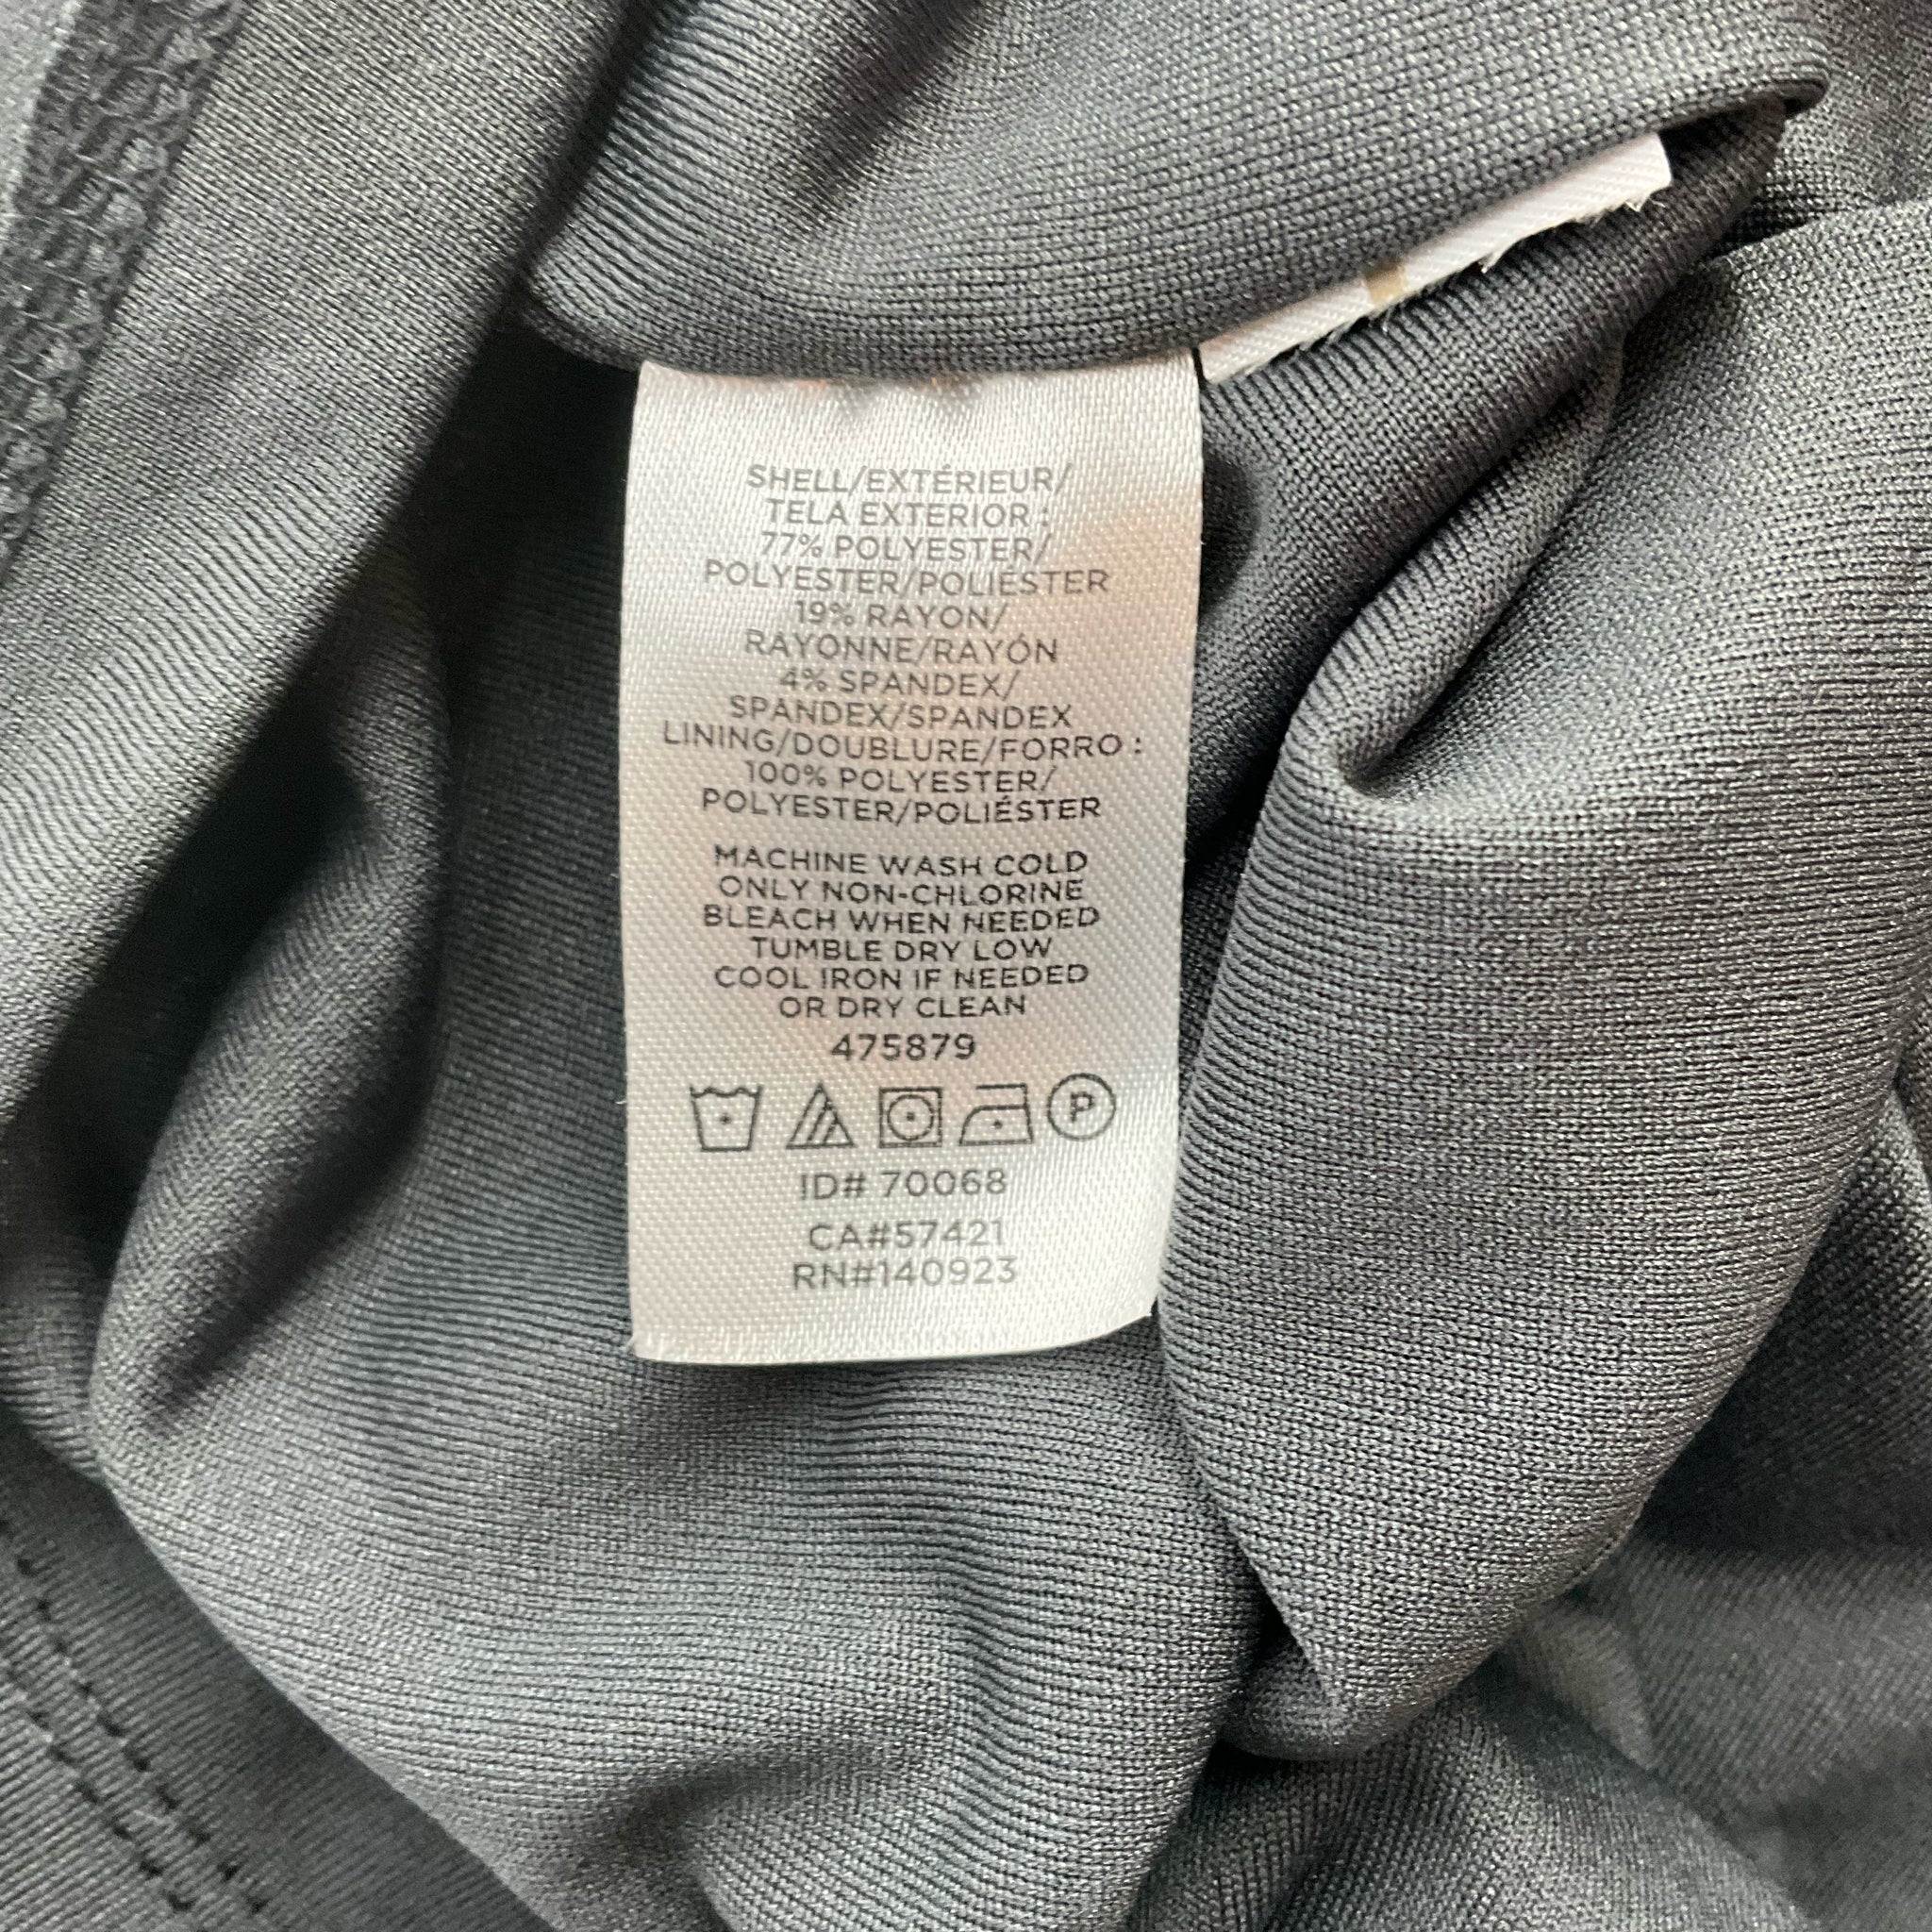 SHELL/EXTÉRIEUR/
TELA EXTERIOR :
77% POLYESTER/
POLYESTER/POLIÉSTER
19% RAYON/
RAYONNE/RAYÓN
4% SPANDEX/
SPANDEX/SPANDEX
LINING/DOUBLURE/FORRO :
100% POLYESTER/
POLYESTER/POLIÉSTER
MACHINE WASH COLD
ONLY NON-CHLORINE
BLEACH WHEN NEEDED
TUMBLE DRY LOW
COOL IRON IF NEEDED
OR DRY CLEAN
475879
P
ID# 70068
CA#57421
RN#140923